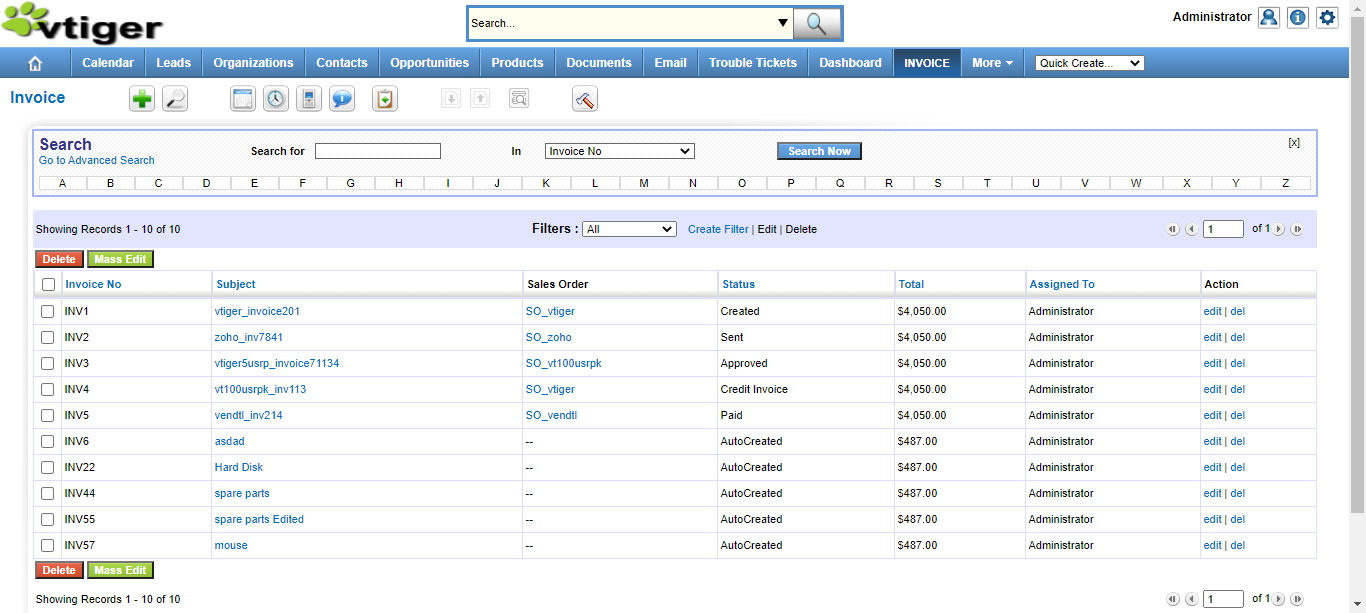 vtiger
Search...
Administrator
Calendar Leads Organizations Contacts Opportunities Products Documents Email Trouble Tickets Dashboard INVOICE More Quick Create...
Invoice
Search
Go to Advanced Search
Search for In Invoice No Search Now [X]
A B C D E F G H I J K L M N O P Q R S T U V W X Y Z
Showing Records 1 - 10 of 10 Filters : All Create Filter | Edit | Delete 1 of 1
Delete Mass Edit
Invoice No Subject Sales Order Status Total Assigned To Action
INV1 vtiger_invoice201 SO_vtiger Created $4,050.00 Administrator edit | del
INV2 zoho_inv7841 SO_zoho Sent $4,050.00 Administrator edit | del
INV3 vtiger5usrp_invoice71134 SO_vt100usrpk Approved $4,050.00 Administrator edit | del
INV4 vt100usrpk_inv113 SO_vtiger Credit Invoice $4,050.00 Administrator edit | del
INV5 vendtl_inv214 SO_vendtl Paid $4,050.00 Administrator edit | del
INV6 asdad -- AutoCreated $487.00 Administrator edit | del
INV22 Hard Disk -- AutoCreated $487.00 Administrator edit | del
INV44 spare parts -- AutoCreated $487.00 Administrator edit | del
INV55 spare parts Edited -- AutoCreated $487.00 Administrator edit | del
INV57 mouse -- AutoCreated $487.00 Administrator edit | del
Delete Mass Edit
Showing Records 1 - 10 of 10 1 of 1